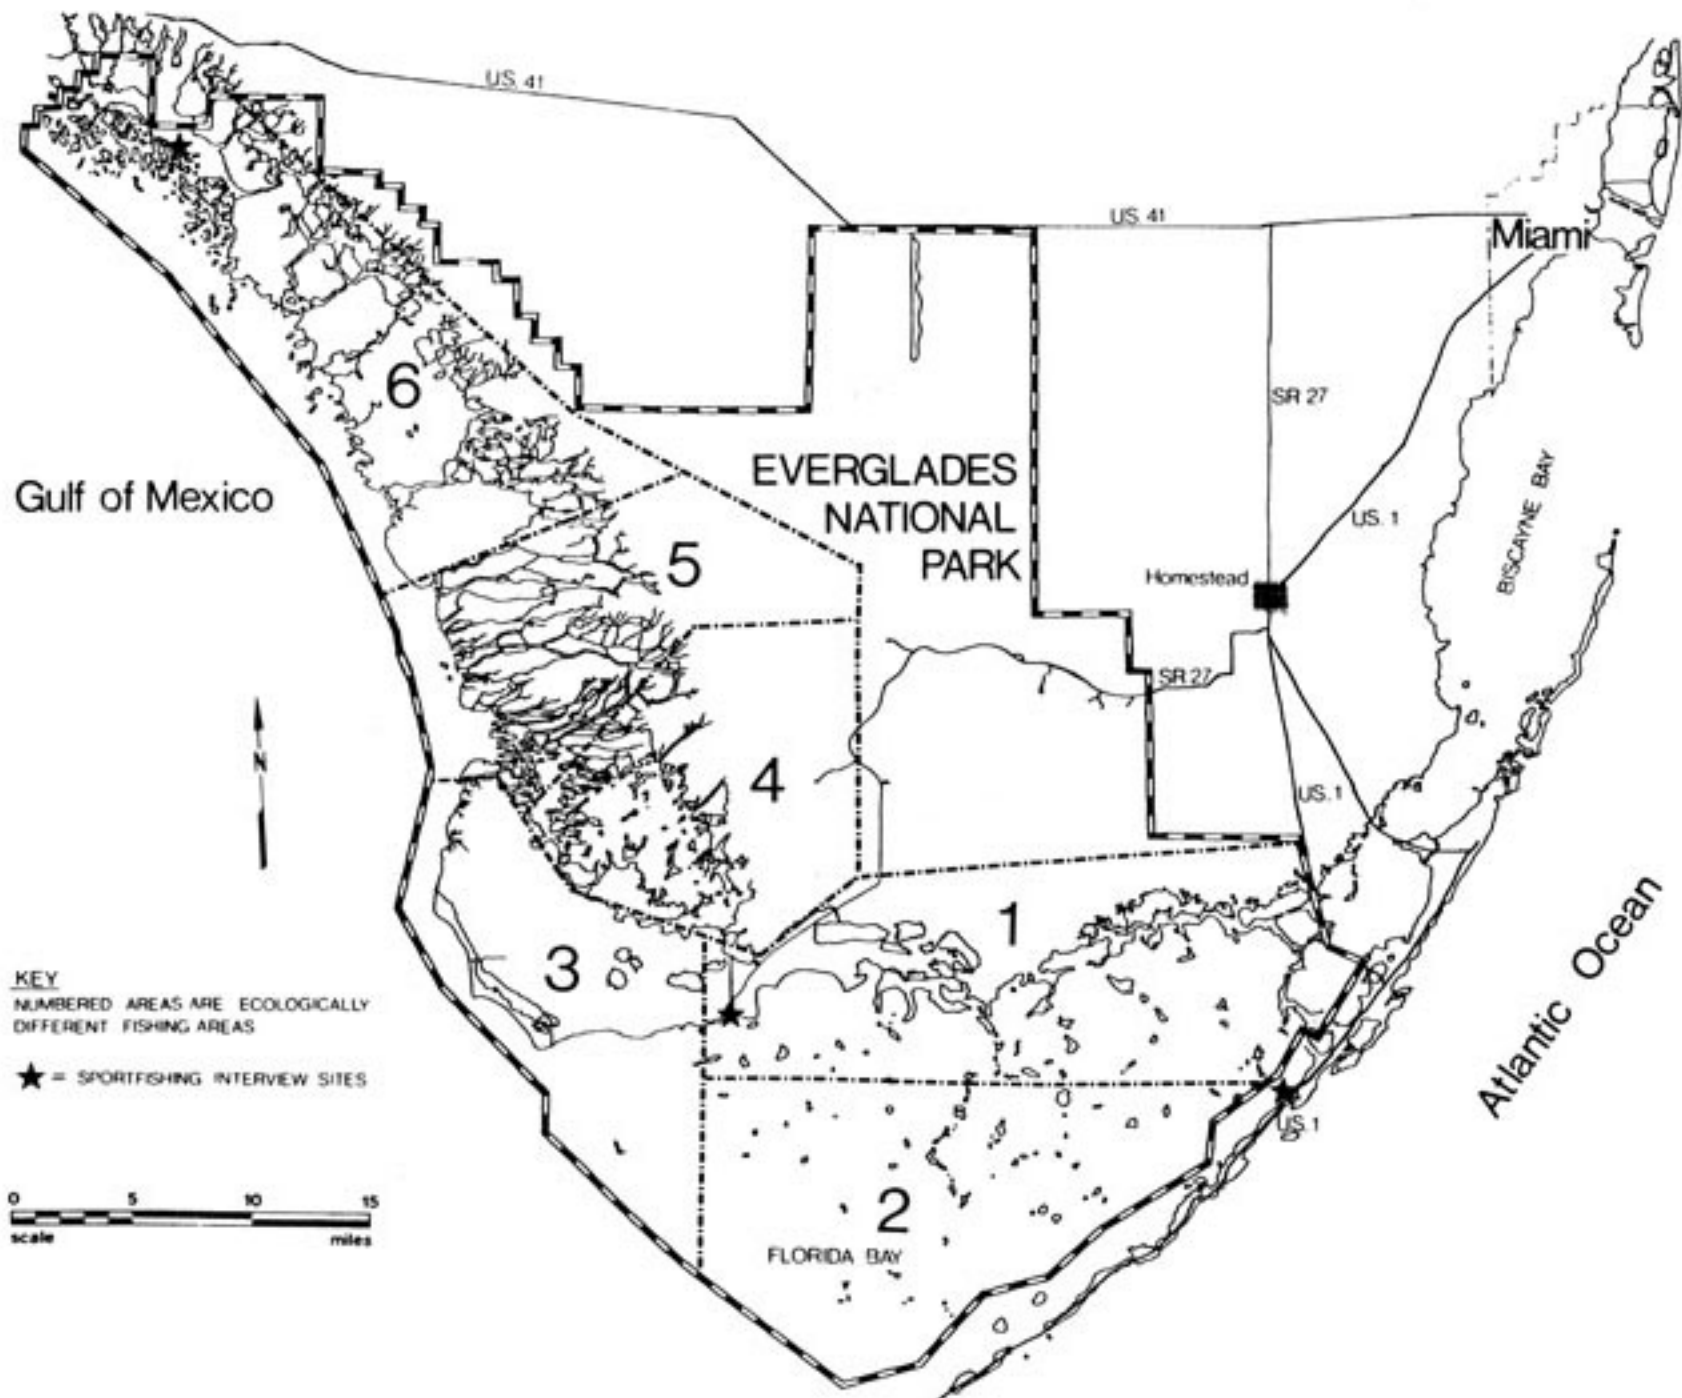 US. 41
US. 41
Miami
6
SR 27
EVERGLADES
NATIONAL
PARK
Gulf of Mexico
US. 1
BISCAYNE BAY
5
Homestead
SR 27
N
4
US. 1
1
3
Atlantic Ocean
KEY
NUMBERED AREAS ARE ECOLOGICALLY
DIFFERENT FISHING AREAS
★ = SPORTFISHING INTERVIEW SITES
US. 1
2
FLORIDA BAY
0 5 10 15
scale miles